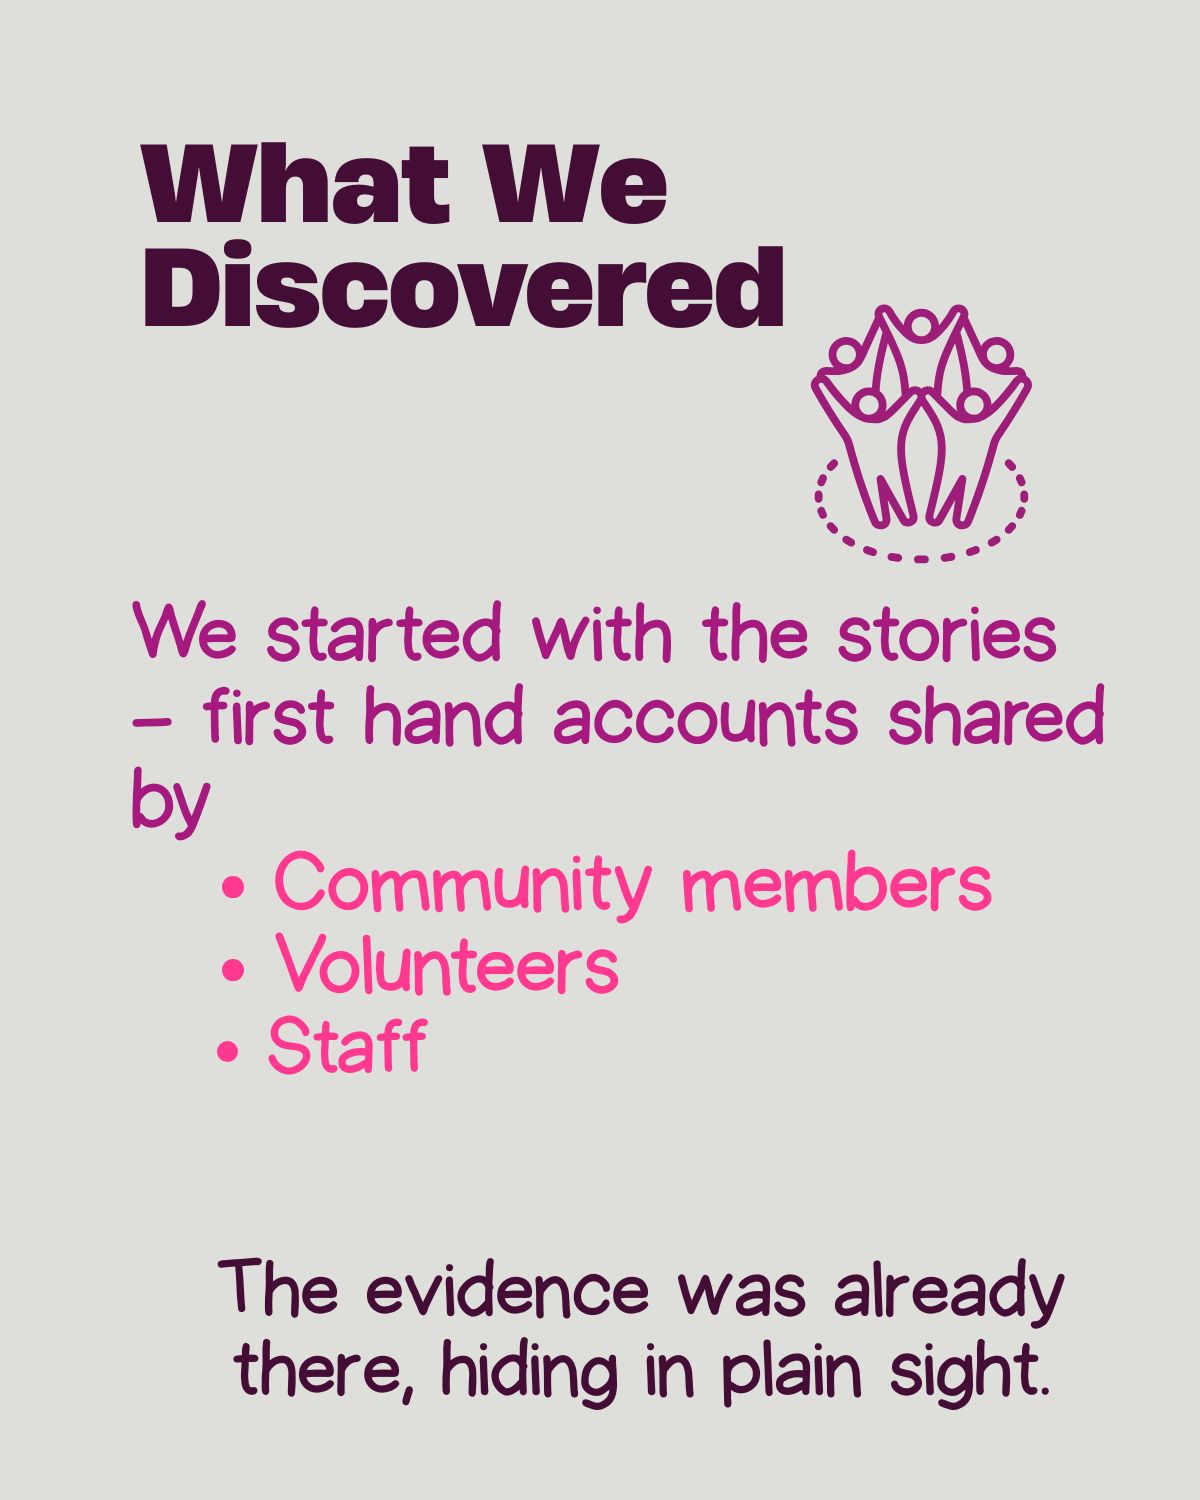 What We
Discovered
We started with the stories
– first hand accounts shared
by
• Community members
• Volunteers
• Staff
The evidence was already
there, hiding in plain sight.